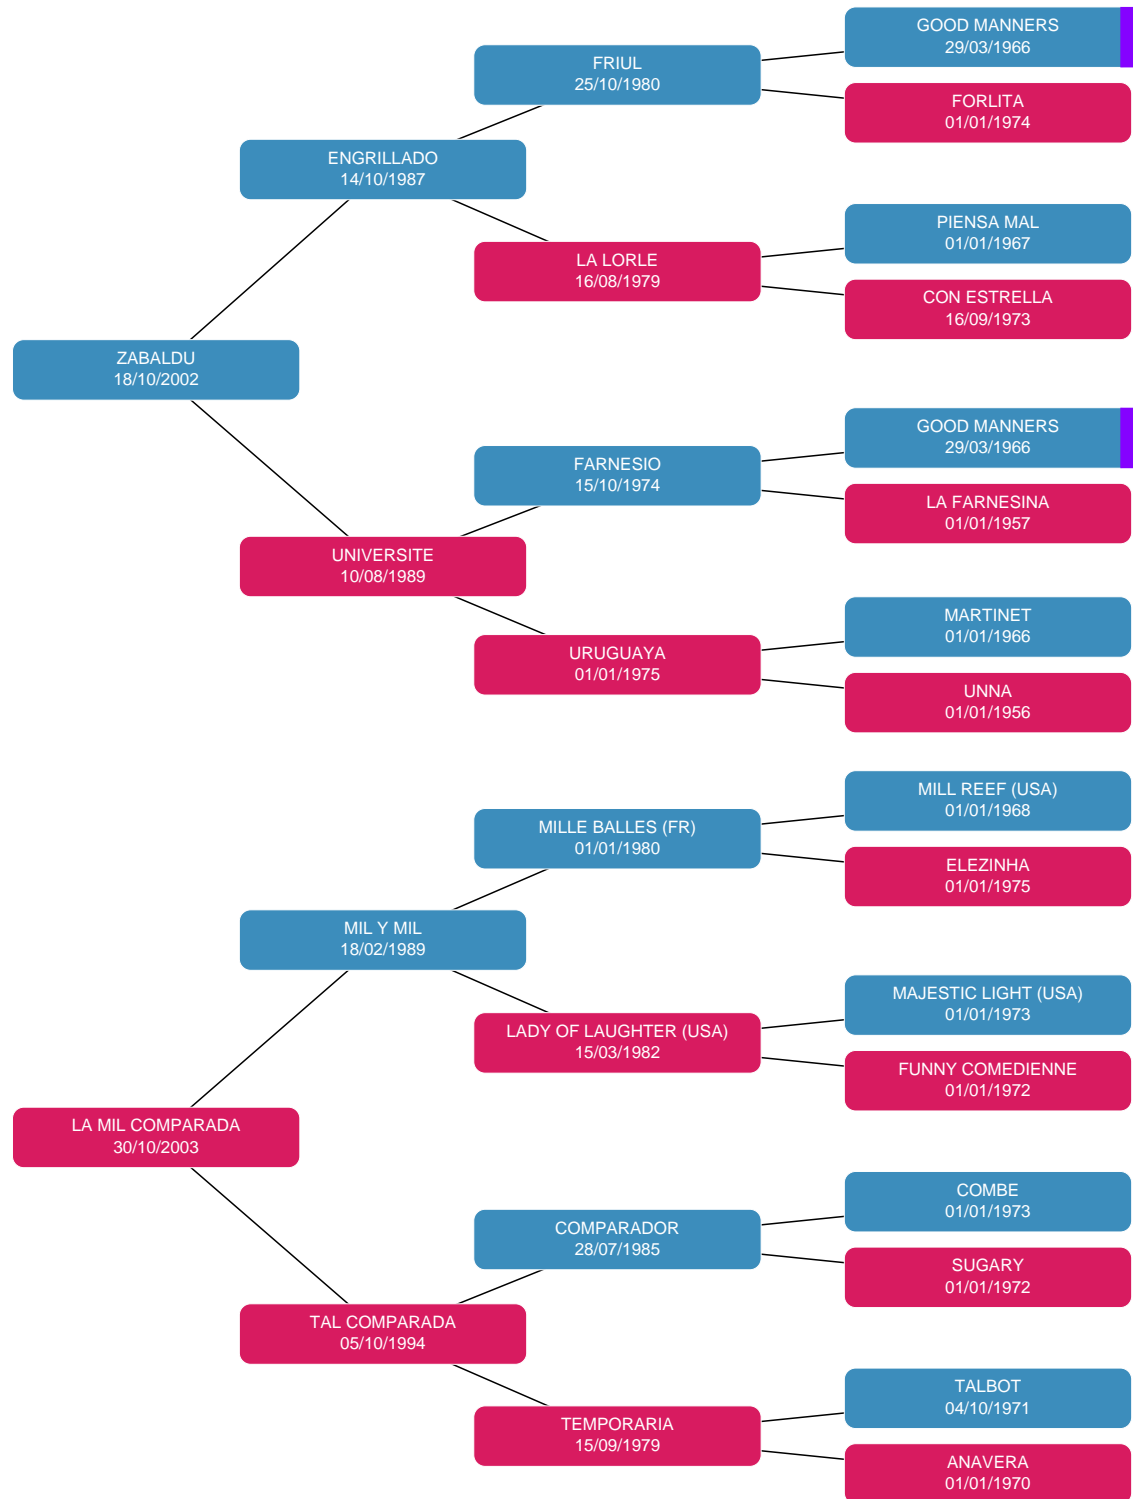 GOOD MANNERS
29/03/1966
FRIUL
25/10/1980
FORLITA
01/01/1974
ENGRILLADO
14/10/1987
PIENSA MAL
01/01/1967
LA LORLE
16/08/1979
CON ESTRELLA
16/09/1973
ZABALDU
18/10/2002
GOOD MANNERS
29/03/1966
FARNESIO
15/10/1974
LA FARNESINA
01/01/1957
UNIVERSITE
10/08/1989
MARTINET
01/01/1966
URUGUAYA
01/01/1975
UNNA
01/01/1956
MILL REEF (USA)
01/01/1968
MILLE BALLES (FR)
01/01/1980
ELEZINHA
01/01/1975
MIL Y MIL
18/02/1989
MAJESTIC LIGHT (USA)
01/01/1973
LADY OF LAUGHTER (USA)
15/03/1982
FUNNY COMEDIENNE
01/01/1972
LA MIL COMPARADA
30/10/2003
COMBE
01/01/1973
COMPARADOR
28/07/1985
SUGARY
01/01/1972
TAL COMPARADA
05/10/1994
TALBOT
04/10/1971
TEMPORARIA
15/09/1979
ANAVERA
01/01/1970